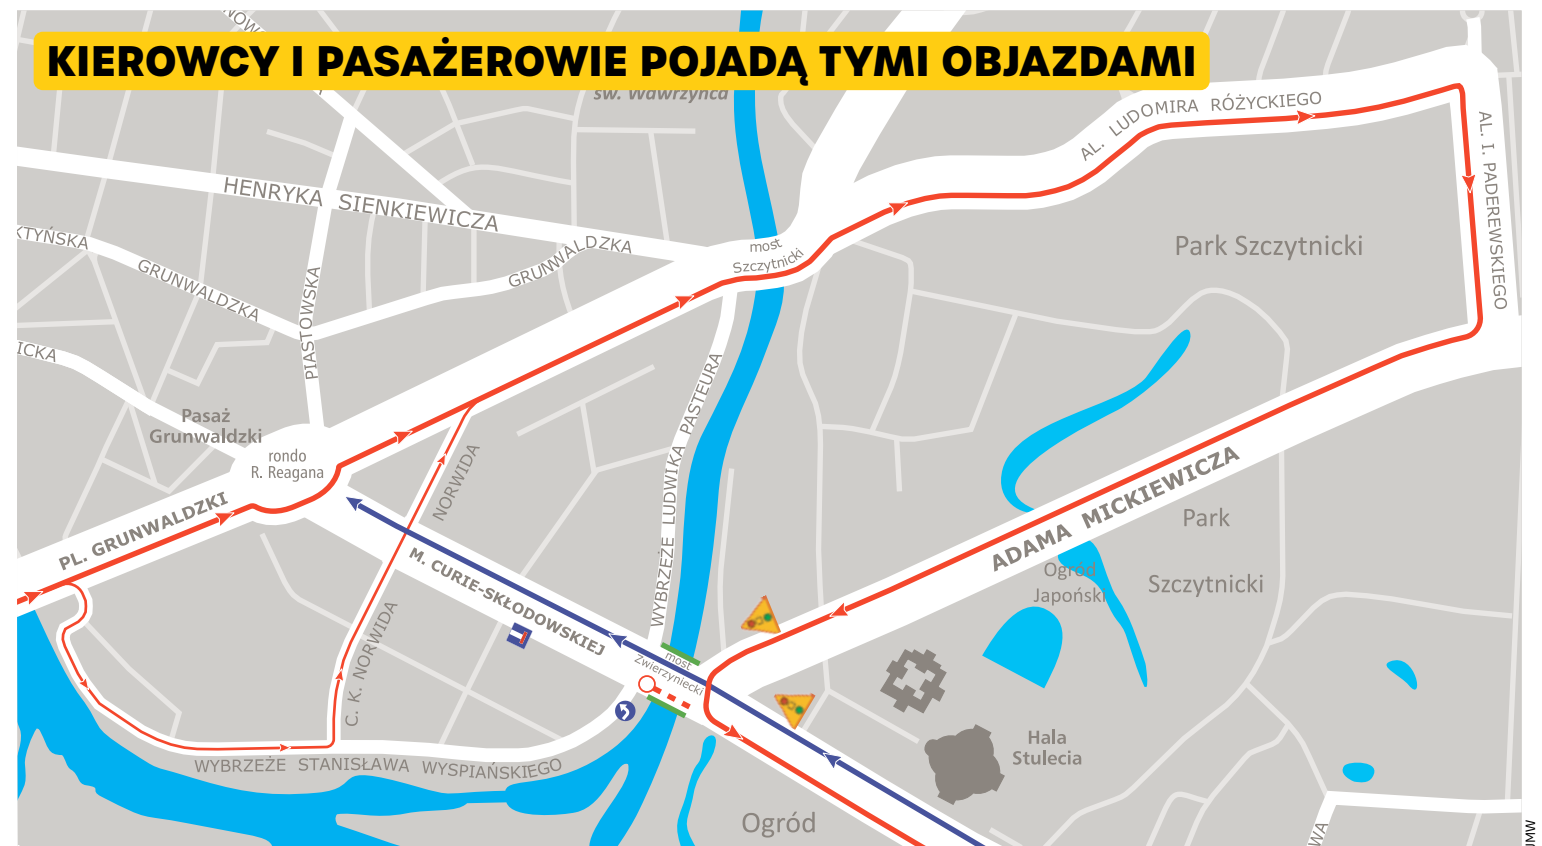 KIEROWCY I PASAŻEROWIE POJADĄ TYMI OBJAZDAMI
św. Wawrzyńca
AL. LUDOMIRA RÓŻYCKIEGO
AL. I. PADEREWSKIEGO
HENRYKA SIENKIEWICZA
GRUNWALDZKA
GRUNWALDZKA
PIASTOWSKA
most
Szczytnicki
Park Szczytnicki
ICKA
Pasaż
Grunwaldzki
rondo
R. Reagana
PL. GRUNWALDZKI
NORWIDA
WYBRZEŻE LUDWIKA PASTEURA
ADAMA MICKIEWICZA
Park
Szczytnicki
Ogród
Japoński
M. CURIE-SKŁODOWSKIEJ
C. K. NORWIDA
most
Zwierzyniecki
Hala
Stulecia
WYBRZEŻE STANISŁAWA WYSPIAŃSKIEGO
Ogród
WA